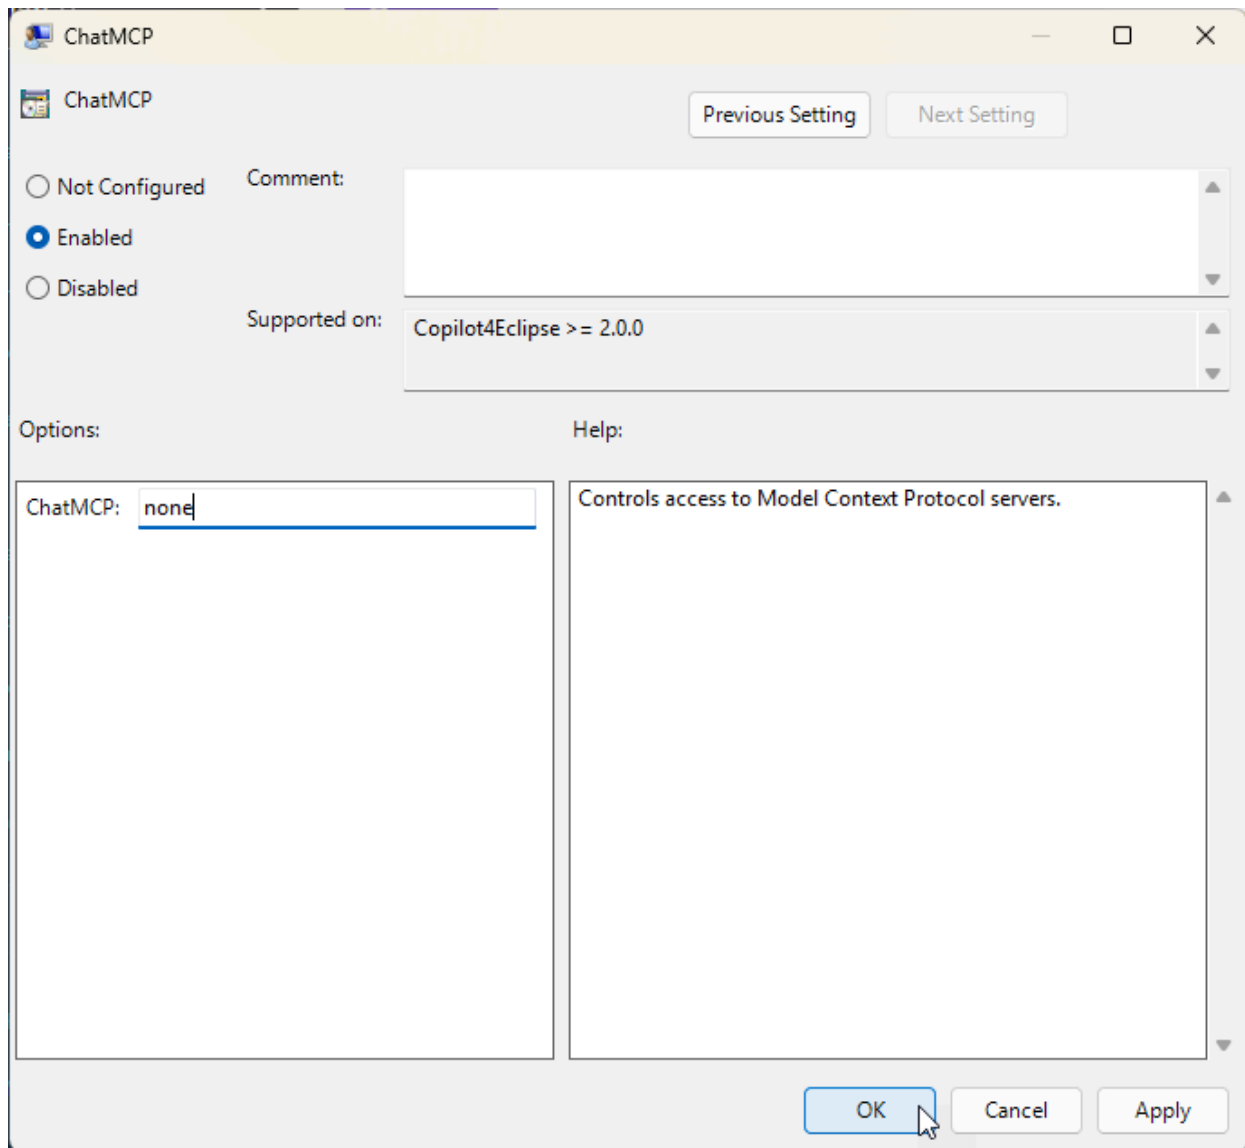 ChatMCP
ChatMCP
Previous Setting
Next Setting
Not Configured
Comment:
Enabled
Disabled
Supported on:
Copilot4Eclipse >= 2.0.0
Options:
Help:
ChatMCP: none
Controls access to Model Context Protocol servers.
OK
Cancel
Apply